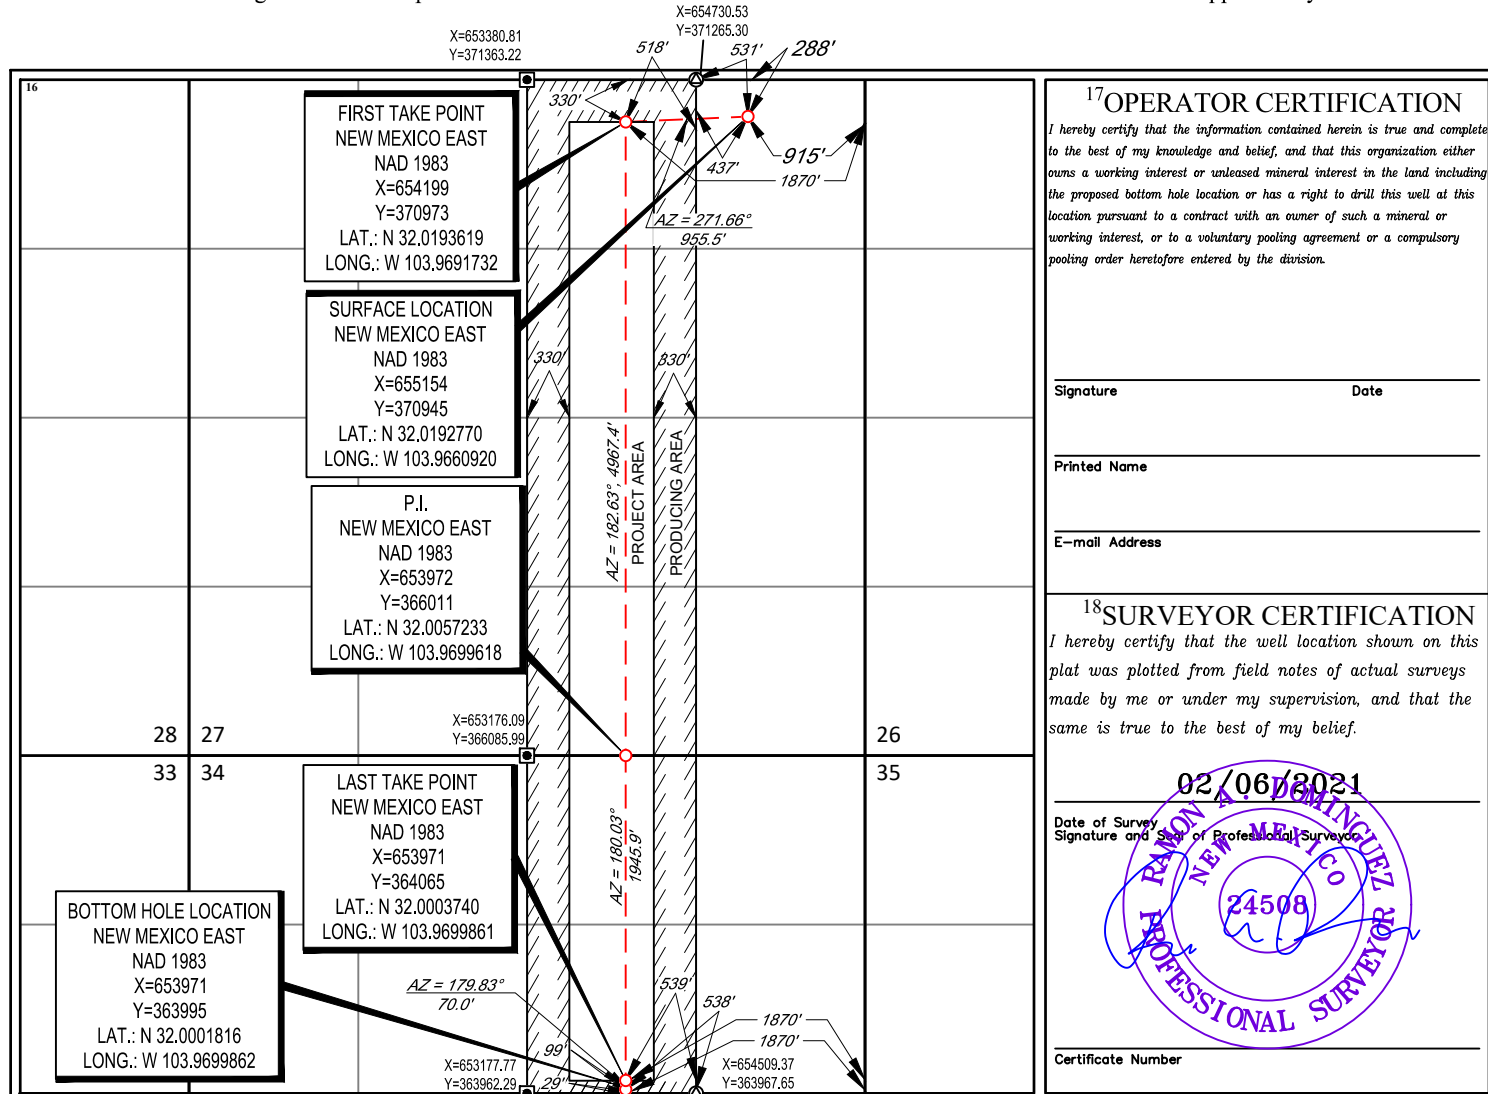 X=654730.53
Y=371265.30
X=653380.81
Y=371363.22
518'
531'
288'
16
330'
437'
915'
1870'
AZ = 271.66°
955.5'
FIRST TAKE POINT
NEW MEXICO EAST
NAD 1983
X=654199
Y=370973
LAT.: N 32.0193619
LONG.: W 103.9691732
SURFACE LOCATION
NEW MEXICO EAST
NAD 1983
X=655154
Y=370945
LAT.: N 32.0192770
LONG.: W 103.9660920
330'
330'
AZ = 182.63°, 4967.4'
PROJECT AREA
PRODUCING AREA
P.I.
NEW MEXICO EAST
NAD 1983
X=653972
Y=366011
LAT.: N 32.0057233
LONG.: W 103.9699618
X=653176.09
Y=366085.99
28
27
26
33
34
35
LAST TAKE POINT
NEW MEXICO EAST
NAD 1983
X=653971
Y=364065
LAT.: N 32.0003740
LONG.: W 103.9699861
AZ = 180.03°
1945.9'
BOTTOM HOLE LOCATION
NEW MEXICO EAST
NAD 1983
X=653971
Y=363995
LAT.: N 32.0001816
LONG.: W 103.9699862
AZ = 179.83°
70.0'
539'
538'
1870'
1870'
99'
29'
X=653177.77
Y=363962.29
X=654509.37
Y=363967.65
17 OPERATOR CERTIFICATION
I hereby certify that the information contained herein is true and complete
to the best of my knowledge and belief, and that this organization either
owns a working interest or unleased mineral interest in the land including
the proposed bottom hole location or has a right to drill this well at this
location pursuant to a contract with an owner of such a mineral or
working interest, or to a voluntary pooling agreement or a compulsory
pooling order heretofore entered by the division.
Signature Date
Printed Name
E-mail Address
18 SURVEYOR CERTIFICATION
I hereby certify that the well location shown on this
plat was plotted from field notes of actual surveys
made by me or under my supervision, and that the
same is true to the best of my belief.
02/06/2021
Date of Survey
Signature and Seal of Professional Surveyor
RAMON A. DOMINGUEZ
NEW MEXICO
24508
PROFESSIONAL SURVEYOR
Certificate Number